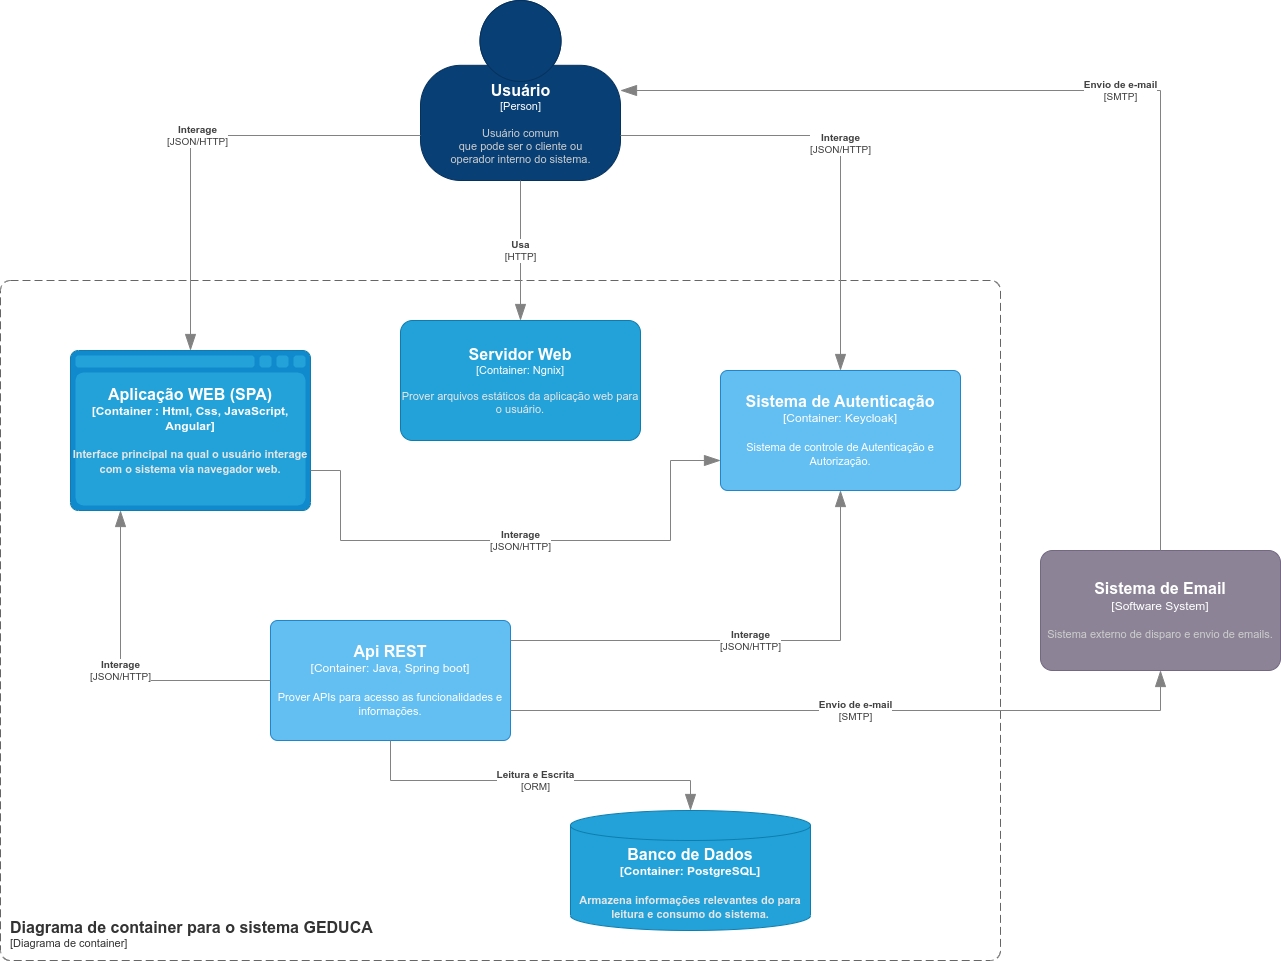 Usuário
[Person]
Usuário comum
que pode ser o cliente ou
operador interno do sistema.
Envio de e-mail
[SMTP]
Interage
[JSON/HTTP]
Interage
[JSON/HTTP]
Usa
[HTTP]
Servidor Web
[Container: Ngnix]
Prover arquivos estáticos da aplicação web para
o usuário.
Aplicação WEB (SPA)
[Container : Html, Css, JavaScript,
Angular]
Interface principal na qual o usuário interage
com o sistema via navegador web.
Sistema de Autenticação
[Container: Keycloak]
Sistema de controle de Autenticação e
Autorização.
Interage
[JSON/HTTP]
Sistema de Email
[Software System]
Sistema externo de disparo e envio de emails.
Api REST
[Container: Java, Spring boot]
Prover APIs para acesso as funcionalidades e
informações.
Interage
[JSON/HTTP]
Interage
[JSON/HTTP]
Envio de e-mail
[SMTP]
Leitura e Escrita
[ORM]
Banco de Dados
[Container: PostgreSQL]
Armazena informações relevantes do para
leitura e consumo do sistema.
Diagrama de container para o sistema GEDUCA
[Diagrama de container]